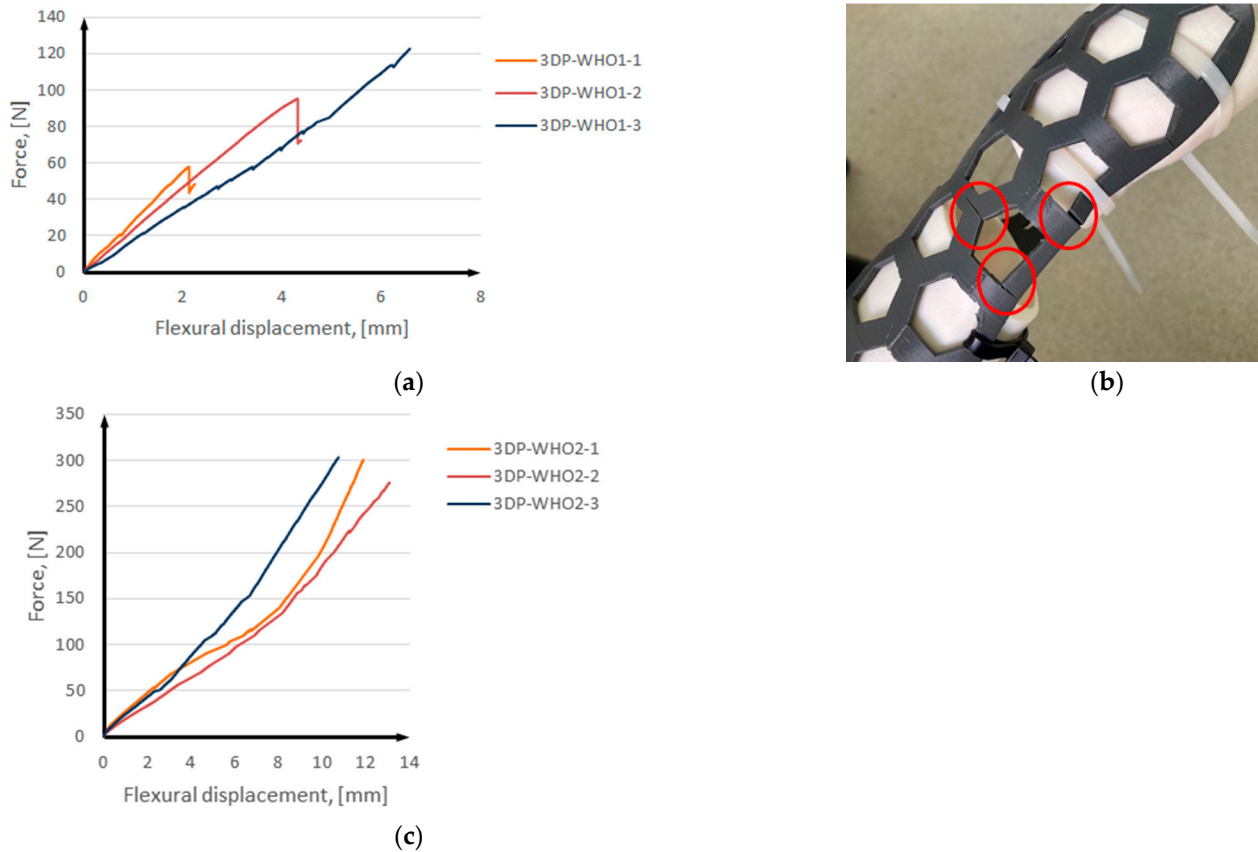 140
120
100
80
60
40
20
0
Force, [N]
0 2 4 6 8
Flexural displacement, [mm]
3DP-WHO1-1
3DP-WHO1-2
3DP-WHO1-3
(a)
(b)
350
300
250
200
150
100
50
0
Force, [N]
0 2 4 6 8 10 12 14
Flexural displacement, [mm]
3DP-WHO2-1
3DP-WHO2-2
3DP-WHO2-3
(c)